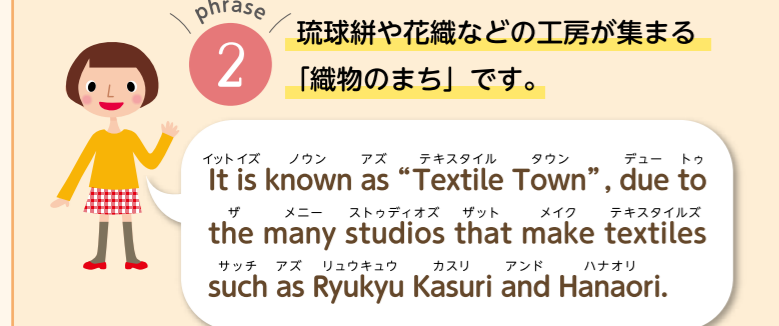 phrase
2
琉球絣や花織などの工房が集まる
「織物のまち」です。
イット イズ ノウン アズ テキスタイル タウン デュー トゥ
It is known as “Textile Town”, due to
ザ メニー ストゥディオズ ザット メイク テキスタイルズ
the many studios that make textiles
サッチ アズ リュウキュウ カスリ アンド ハナオリ
such as Ryukyu Kasuri and Hanaori.